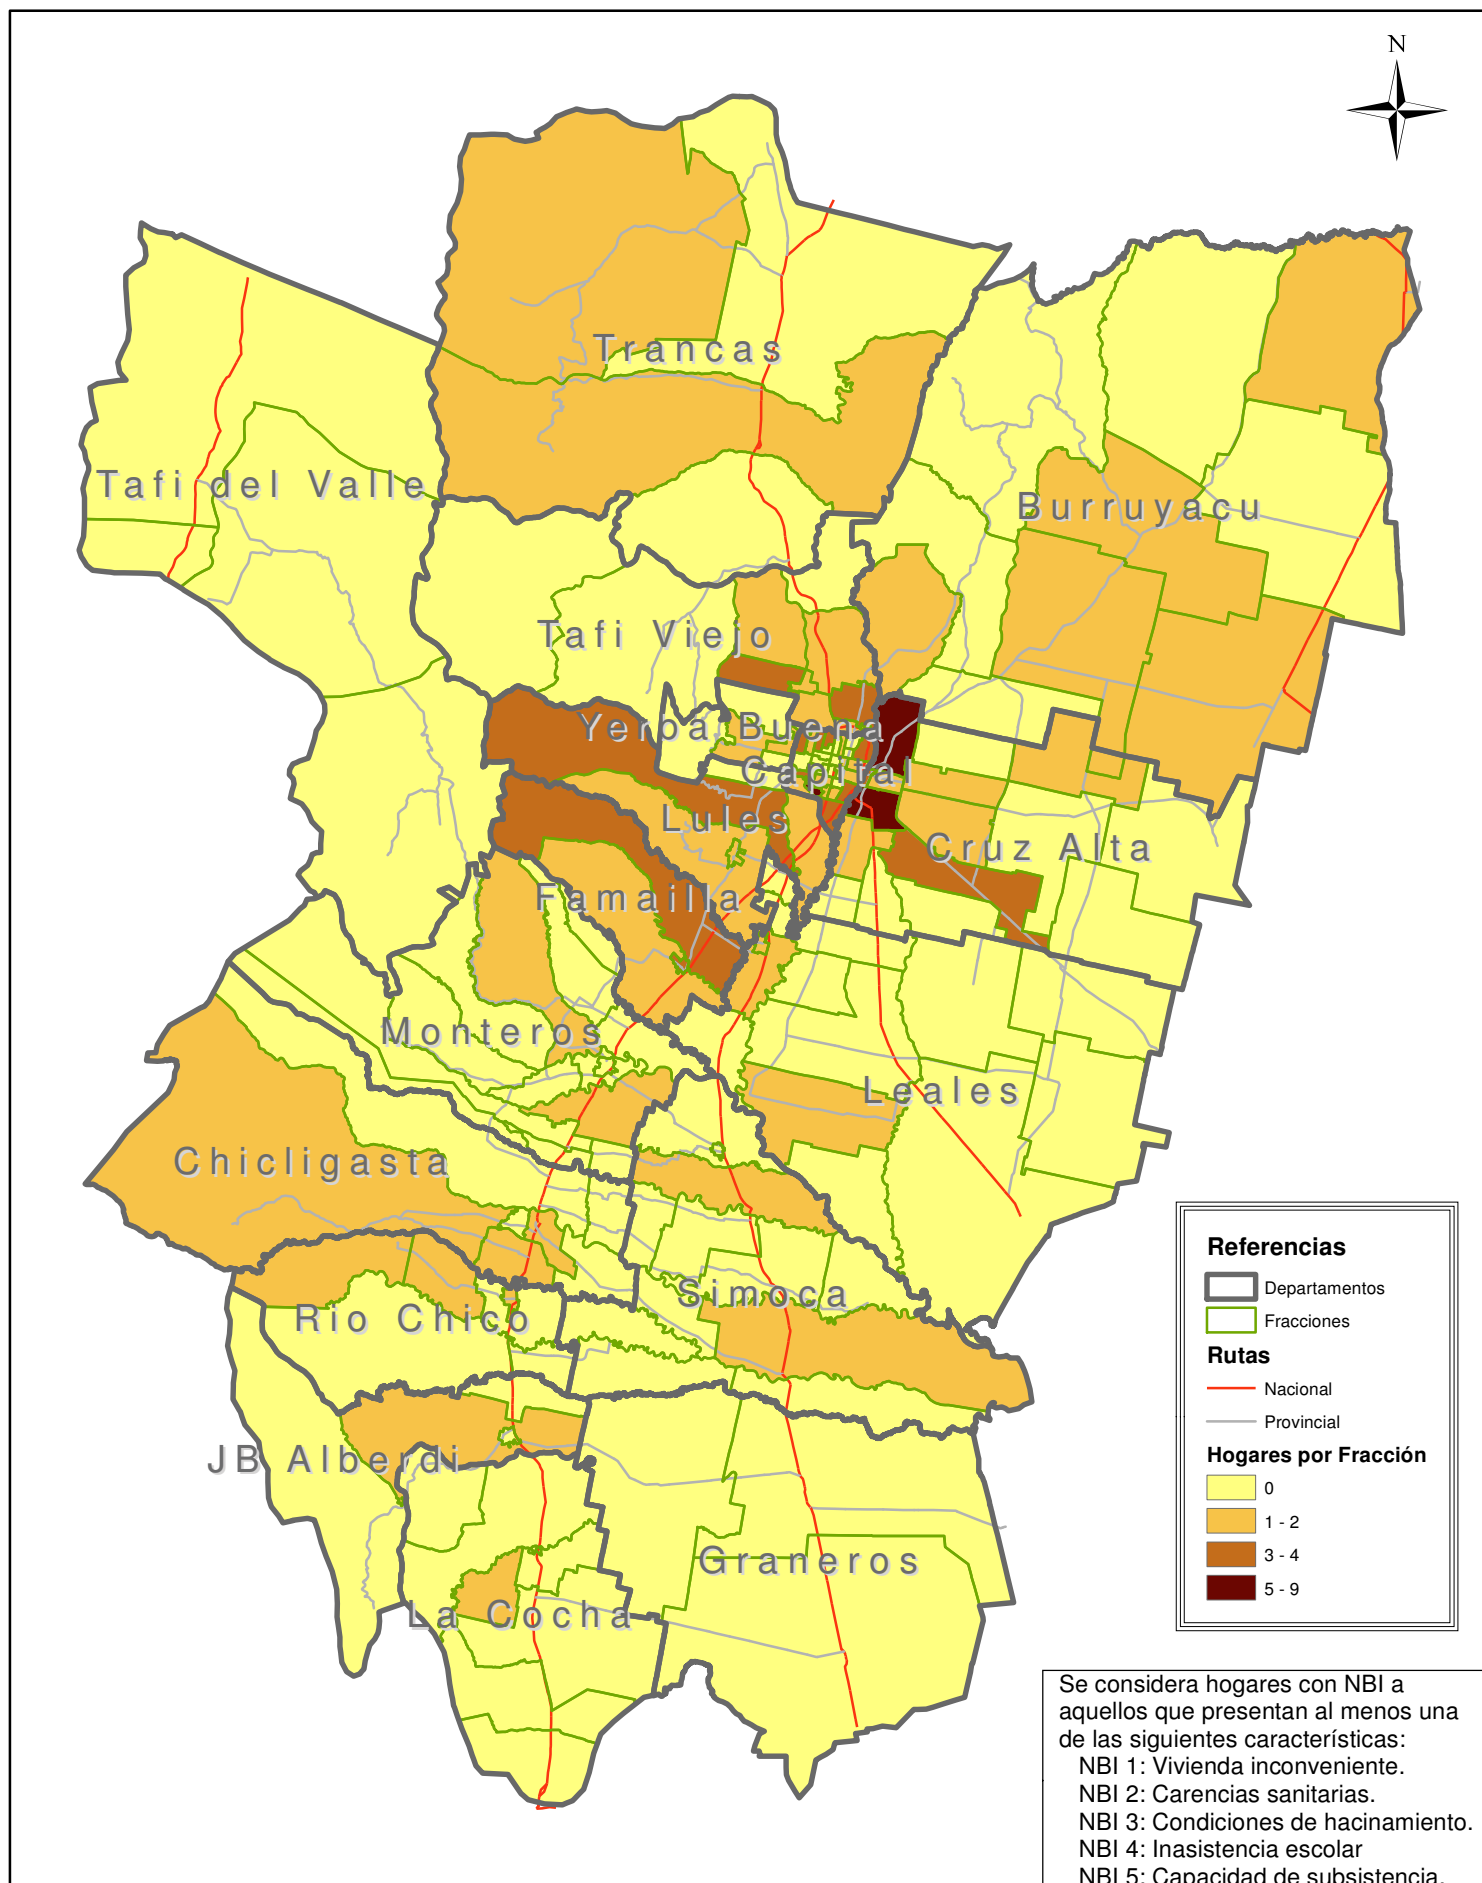 N
Trancas
Tafi del Valle
Burruyacu
Tafi Viejo
Yerba Buena
Capital
Lules
Cruz Alta
Famailla
Monteros
Leales
Chicligasta
Simoca
Rio Chico
JB Alberdi
Graneros
La Cocha
Referencias
Departamentos
Fracciones
Rutas
Nacional
Provincial
Hogares por Fracción
0
1 - 2
3 - 4
5 - 9
Se considera hogares con NBI a
aquellos que presentan al menos una
de las siguientes características:
NBI 1: Vivienda inconveniente.
NBI 2: Carencias sanitarias.
NBI 3: Condiciones de hacinamiento.
NBI 4: Inasistencia escolar
NBI 5: Capacidad de subsistencia.